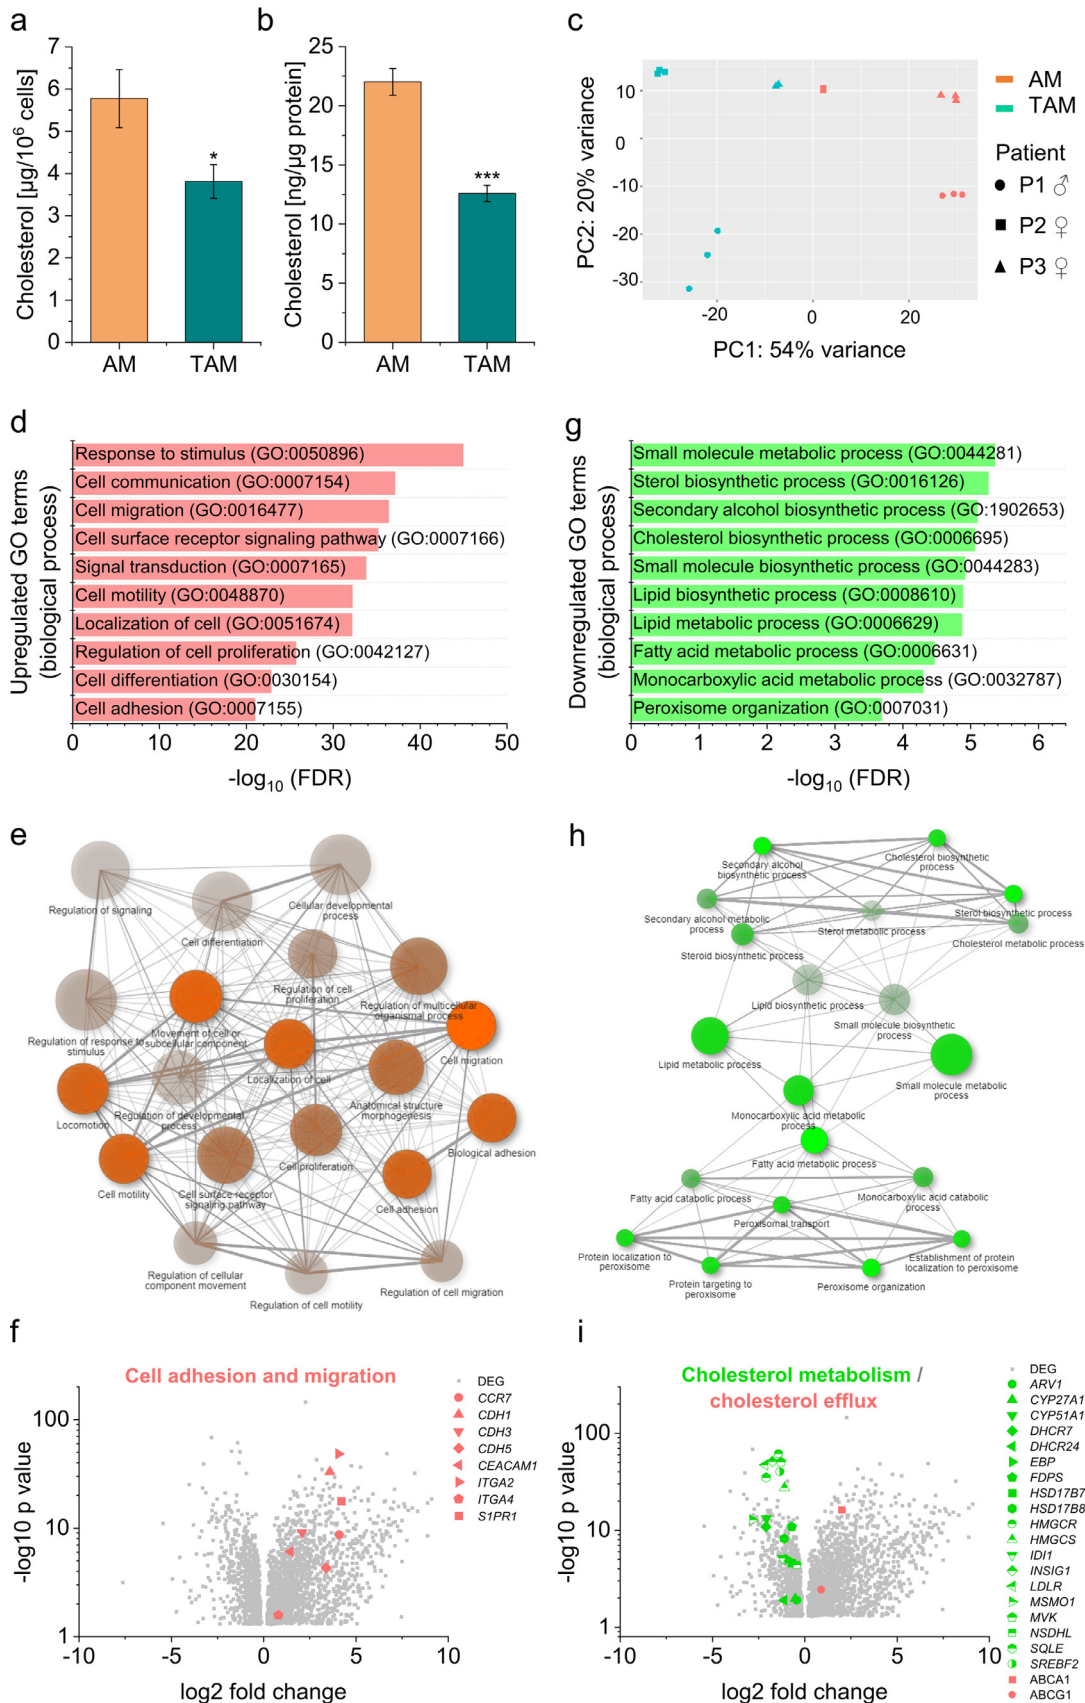 a
b
c
7
6
5
4
3
2
1
0
Cholesterol [µg/10⁶ cells]
*
AM
TAM
25
20
15
10
5
0
Cholesterol [ng/µg protein]
***
AM
TAM
10
0
-10
-20
-30
PC2: 20% variance
-20
0
20
PC1: 54% variance
AM
TAM
Patient
P1 ♂
P2 ♀
P3 ♀
d
Upregulated GO terms
(biological process)
Response to stimulus (GO:0050896)
Cell communication (GO:0007154)
Cell migration (GO:0016477)
Cell surface receptor signaling pathway (GO:0007166)
Signal transduction (GO:0007165)
Cell motility (GO:0048870)
Localization of cell (GO:0051674)
Regulation of cell proliferation (GO:0042127)
Cell differentiation (GO:0030154)
Cell adhesion (GO:0007155)
0 10 20 30 40 50
-log₁₀ (FDR)
g
Downregulated GO terms
(biological process)
Small molecule metabolic process (GO:0044281)
Sterol biosynthetic process (GO:0016126)
Secondary alcohol biosynthetic process (GO:1902653)
Cholesterol biosynthetic process (GO:0006695)
Small molecule biosynthetic process (GO:0044283)
Lipid biosynthetic process (GO:0008610)
Lipid metabolic process (GO:0006629)
Fatty acid metabolic process (GO:0006631)
Monocarboxylic acid metabolic process (GO:0032787)
Peroxisome organization (GO:0007031)
0 1 2 3 4 5 6
-log₁₀ (FDR)
e
Regulation of signaling
Cellular developmental
process
Cell differentiation
Regulation of cell
proliferation
Regulation of multicellular
organismal process
Regulation of response to
stimulus
Movement of cell or
subcellular component
Cell migration
Localization of cell
Locomotion
Regulation of developmental
process
Anatomical structure
morphogenesis
Biological adhesion
Cell motility
Cell surface receptor
signaling pathway
Cell proliferation
Cell adhesion
Regulation of cellular
component movement
Regulation of cell motility
Regulation of cell migration
h
Secondary alcohol
biosynthetic process
Cholesterol biosynthetic
process
Secondary alcohol metabolic
process
Sterol metabolic process
Sterol biosynthetic process
Steroid biosynthetic process
Cholesterol metabolic process
Lipid biosynthetic process
Small molecule biosynthetic
process
Lipid metabolic process
Small molecule metabolic
process
Monocarboxylic acid metabolic
process
Fatty acid metabolic process
Fatty acid catabolic process
Monocarboxylic acid catabolic
process
Peroxisomal transport
Protein localization to
peroxisome
Establishment of protein
localization to peroxisome
Protein targeting to
peroxisome
Peroxisome organization
f
Cell adhesion and migration
100
10
1
-log10 p value
-10 -5 0 5 10
log2 fold change
DEG
CCR7
CDH1
CDH3
CDH5
CEACAM1
ITGA2
ITGA4
S1PR1
i
Cholesterol metabolism /
cholesterol efflux
100
10
1
-log10 p value
-10 -5 0 5 10
log2 fold change
DEG
ARV1
CYP27A1
CYP51A1
DHCR7
DHCR24
EBP
FDPS
HSD17B7
HSD17B8
HMGCR
HMGCS
IDI1
INSIG1
LDLR
MSMO1
MVK
NSDHL
SQLE
SREBF2
ABCA1
ABCG1